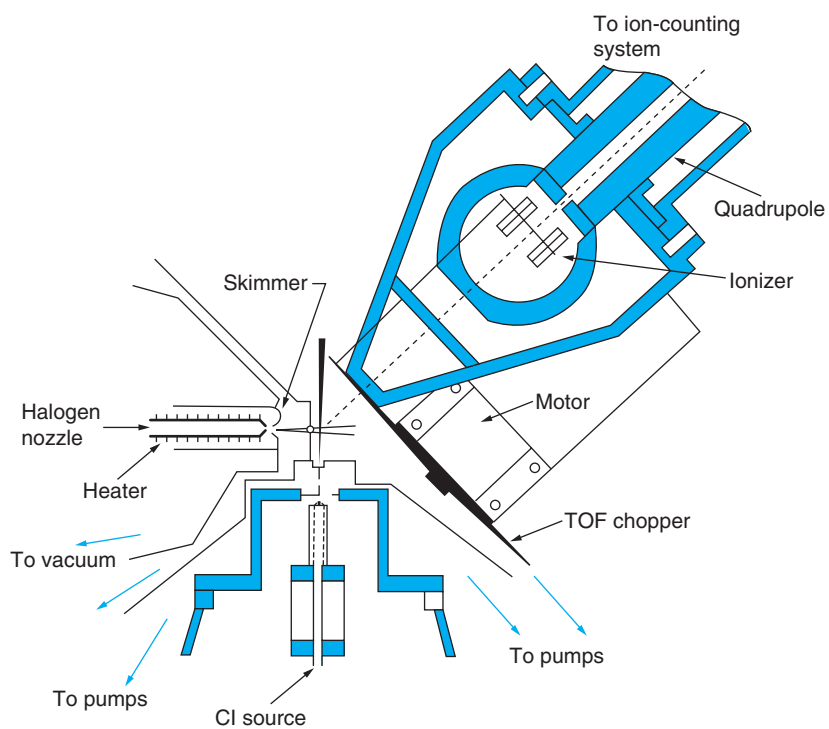 To ion-counting
system
Quadrupole
Ionizer
Skimmer
Halogen
nozzle
Motor
Heater
TOF chopper
To vacuum
To pumps
To pumps
CI source